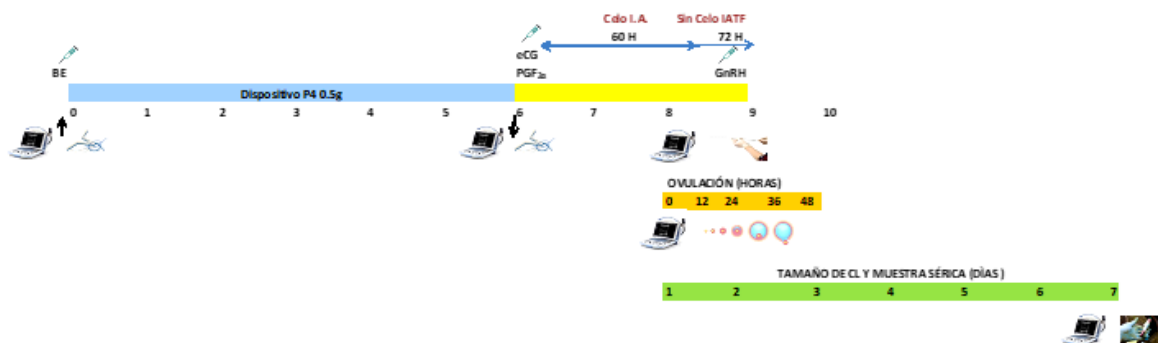 Celo I.A. Sin Celo IATF
60 H 72 H
eCG
BE PGF2α GnRH
Dispositivo P4 0.5g
0 1 2 3 4 5 6 7 8 9 10
OVULACIÓN (HORAS)
0 12 24 36 48
TAMAÑO DE CL Y MUESTRA SÉRICA (DÌAS )
1 2 3 4 5 6 7